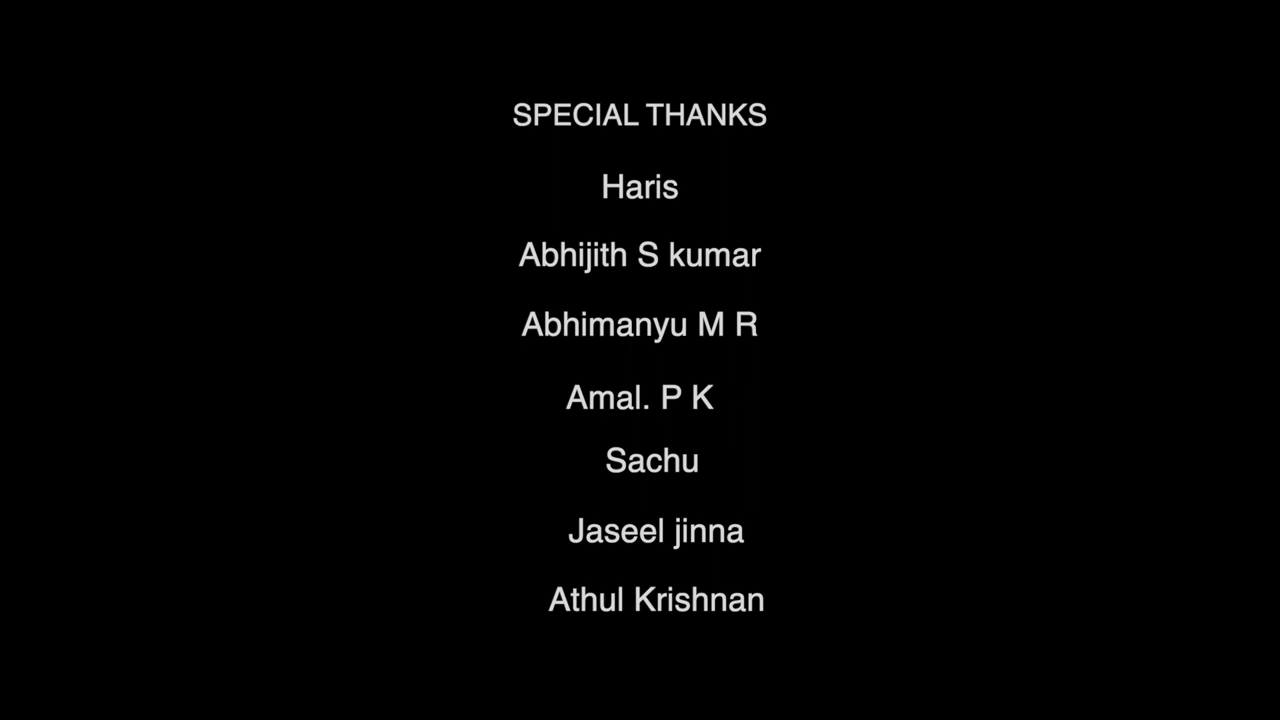 SPECIAL THANKS
Haris
Abhijith S kumar
Abhimanyu M R
Amal. P K
Sachu
Jaseel jinna
Athul Krishnan